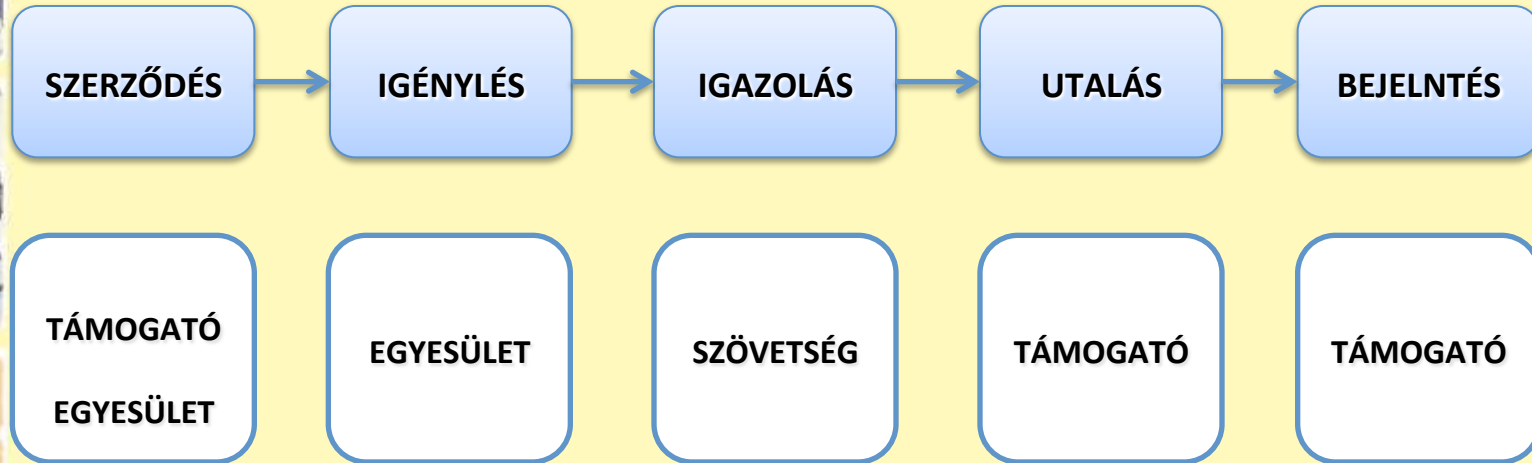 SZERZŐDÉS
IGÉNYLÉS
IGAZOLÁS
UTALÁS
BEJELNTÉS
TÁMOGATÓ
EGYESÜLET
EGYESÜLET
SZÖVETSÉG
TÁMOGATÓ
TÁMOGATÓ